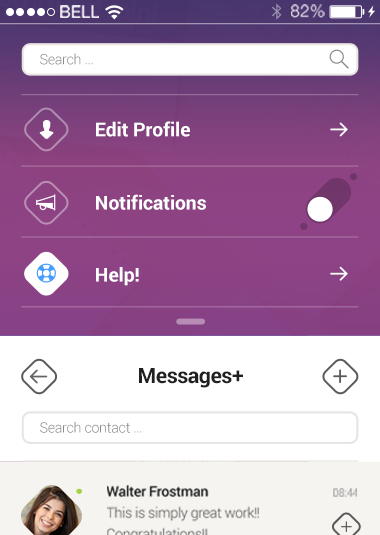 BELL 82%
Search ...
Edit Profile
Notifications
Help!
Messages+
Search contact ...
Walter Frostman 08:44
This is simply great work!!
Congratulations!!